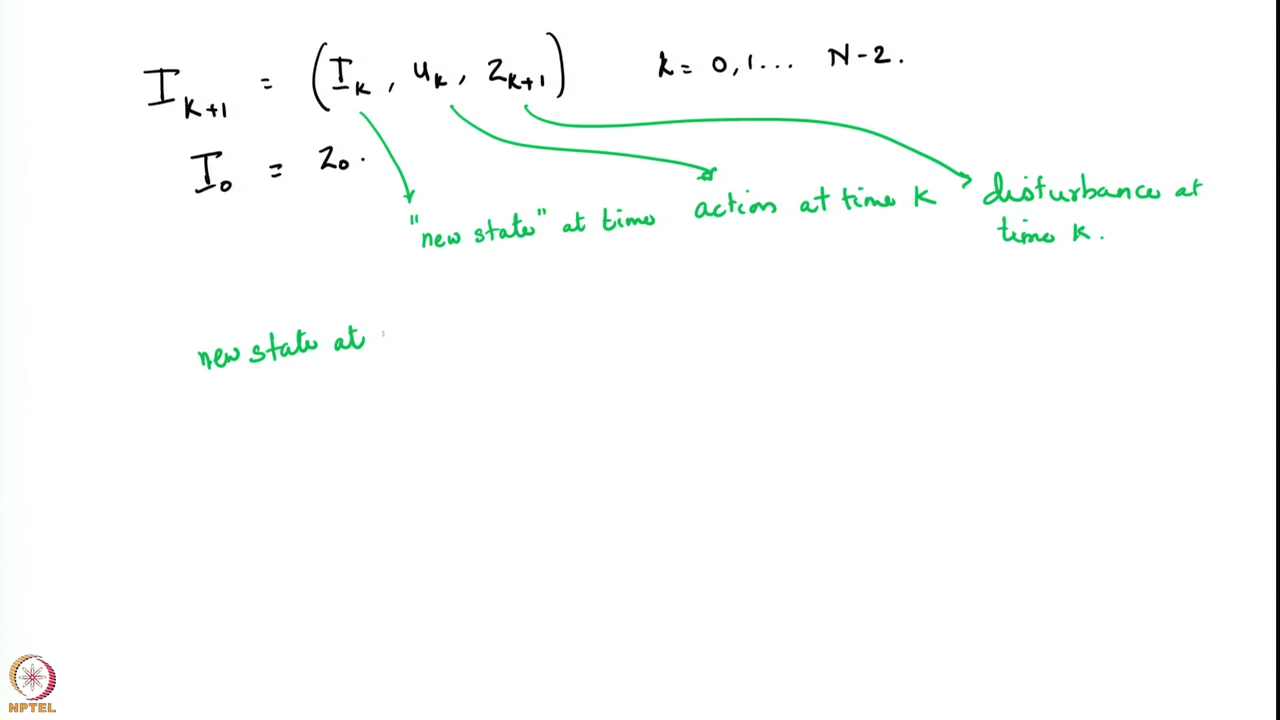 I_{k+1} = (I_k, u_k, z_{k+1}) k = 0, 1 ... N-2.
I_0 = z_0.
"new state" at time action at time k disturbance at
time k.
new state at
NPTEL